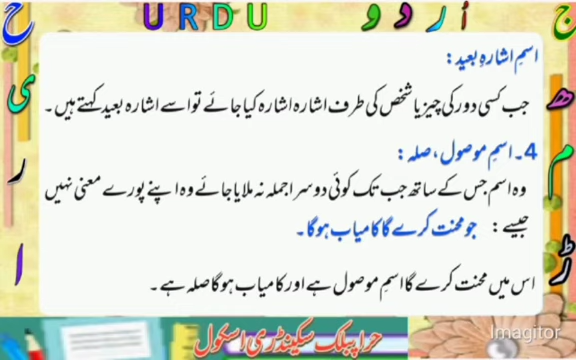 URDU اُردو
اسمِ اشارہِ بعید :
جب کسی دور کی چیز یا شخص کی طرف اشارہ اشارہ کیا جائے تو اسے اشارہ بعید کہتے ہیں۔
4۔ اسمِ موصول، صلہ :
وہ اسم جس کے ساتھ جب تک کوئی دوسرا جملہ نہ ملایا جائے وہ اپنے پورے معنی نہیں
جیسے : جو محنت کرے گا کامیاب ہوگا۔
اس میں محنت کرے گا اسمِ موصول ہے اور کامیاب ہوگا صلہ ہے۔
حرا پبلک سیکنڈری اسکول
Imagitor
ح
ی
ر
ا
ج
ھ
م
ڑ